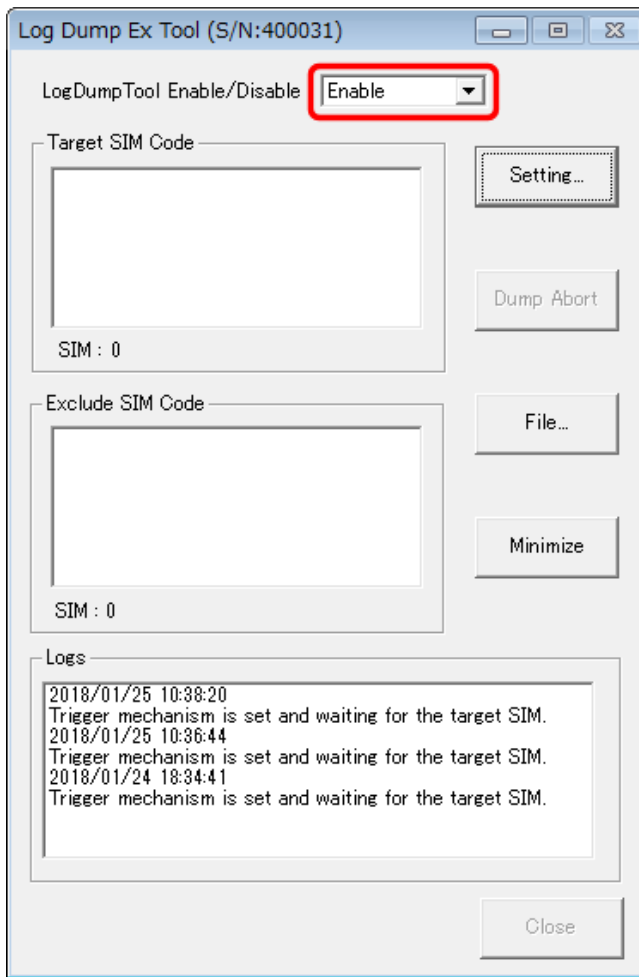 Log Dump Ex Tool (S/N:400031)
LogDumpTool Enable/Disable Enable
Target SIM Code
Setting...
Dump Abort
SIM : 0
Exclude SIM Code
File...
Minimize
SIM : 0
Logs
2018/01/25 10:38:20
Trigger mechanism is set and waiting for the target SIM.
2018/01/25 10:36:44
Trigger mechanism is set and waiting for the target SIM.
2018/01/24 18:34:41
Trigger mechanism is set and waiting for the target SIM.
Close